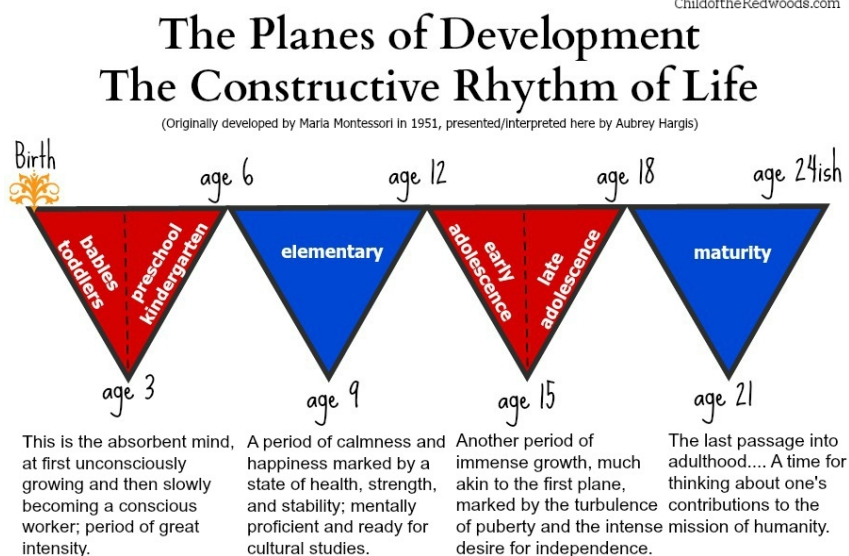 ChildoftheRedwoods.com
The Planes of Development
The Constructive Rhythm of Life
(Originally developed by Maria Montessori in 1951, presented/interpreted here by Aubrey Hargis)
Birth
age 6
age 12
age 18
age 24ish
babies
toddlers
preschool
kindergarten
elementary
early
adolescence
late
adolescence
maturity
age 3
age 9
age 15
age 21
This is the absorbent mind,
at first unconsciously
growing and then slowly
becoming a conscious
worker; period of great
intensity.
A period of calmness and
happiness marked by a
state of health, strength,
and stability; mentally
proficient and ready for
cultural studies.
Another period of
immense growth, much
akin to the first plane,
marked by the turbulence
of puberty and the intense
desire for independence.
The last passage into
adulthood.... A time for
thinking about one's
contributions to the
mission of humanity.